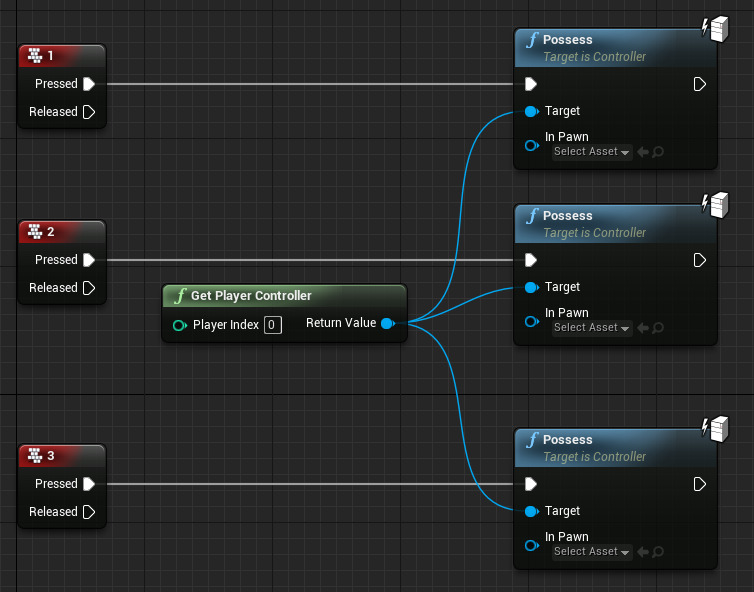 1
Pressed
Released
Possess
Target is Controller
Target
In Pawn
Select Asset
2
Pressed
Released
Possess
Target is Controller
Target
In Pawn
Select Asset
f Get Player Controller
Player Index 0 Return Value
3
Pressed
Released
Possess
Target is Controller
Target
In Pawn
Select Asset